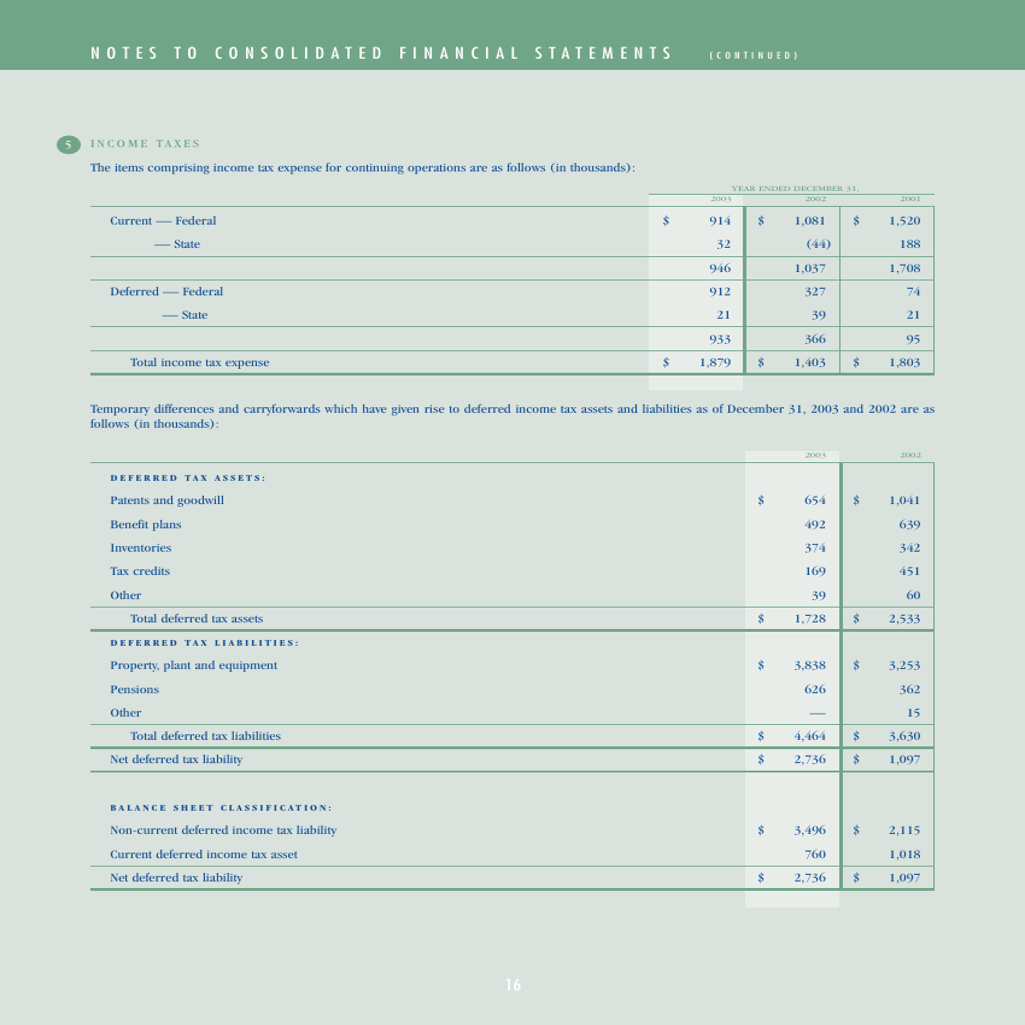 NOTES TO CONSOLIDATED FINANCIAL STATEMENTS (CONTINUED)
5 INCOME TAXES
The items comprising income tax expense for continuing operations are as follows (in thousands):
YEAR ENDED DECEMBER 31,
2003 2002 2001
Current — Federal $ 914 $ 1,081 $ 1,520
— State 32 (44) 188
946 1,037 1,708
Deferred — Federal 912 327 74
— State 21 39 21
933 366 95
Total income tax expense $ 1,879 $ 1,403 $ 1,803
Temporary differences and carryforwards which have given rise to deferred income tax assets and liabilities as of December 31, 2003 and 2002 are as
follows (in thousands):
2003 2002
DEFERRED TAX ASSETS:
Patents and goodwill $ 654 $ 1,041
Benefit plans 492 639
Inventories 374 342
Tax credits 169 451
Other 39 60
Total deferred tax assets $ 1,728 $ 2,533
DEFERRED TAX LIABILITIES:
Property, plant and equipment $ 3,838 $ 3,253
Pensions 626 362
Other — 15
Total deferred tax liabilities $ 4,464 $ 3,630
Net deferred tax liability $ 2,736 $ 1,097
BALANCE SHEET CLASSIFICATION:
Non-current deferred income tax liability $ 3,496 $ 2,115
Current deferred income tax asset 760 1,018
Net deferred tax liability $ 2,736 $ 1,097
16